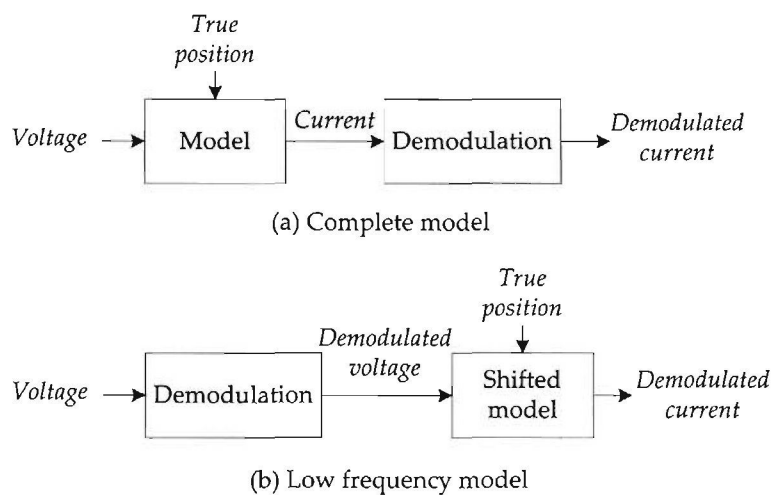 True
position
Voltage
Model
Current
Demodulation
Demodulated
current
(a) Complete model
True
position
Demodulated
voltage
Voltage
Demodulation
Shifted
model
Demodulated
current
(b) Low frequency model